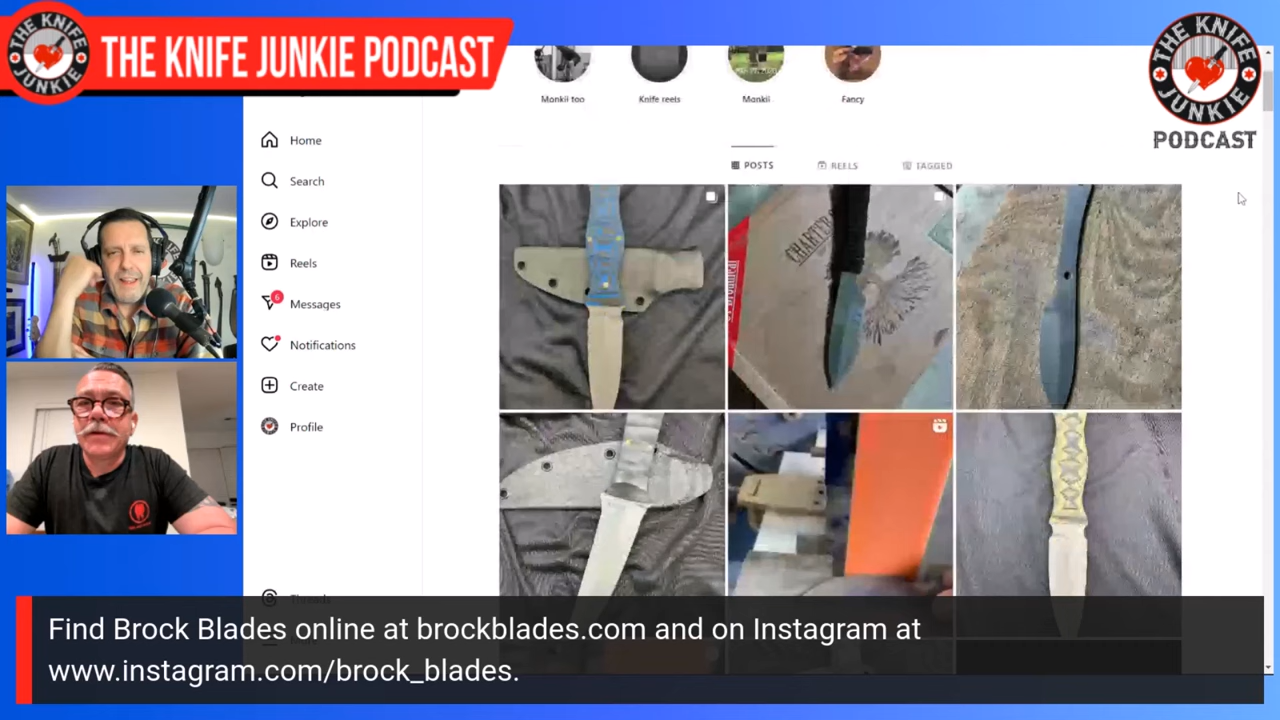 THE KNIFE JUNKIE
THE KNIFE JUNKIE PODCAST
THE KNIFE JUNKIE
PODCAST
Monkii too
Knife reels
Monkii
Fancy
Home
Search
Explore
Reels
6
Messages
Notifications
Create
Profile
Threads
POSTS
REELS
TAGGED
CHARTER
Find Brock Blades online at brockblades.com and on Instagram at
www.instagram.com/brock_blades.